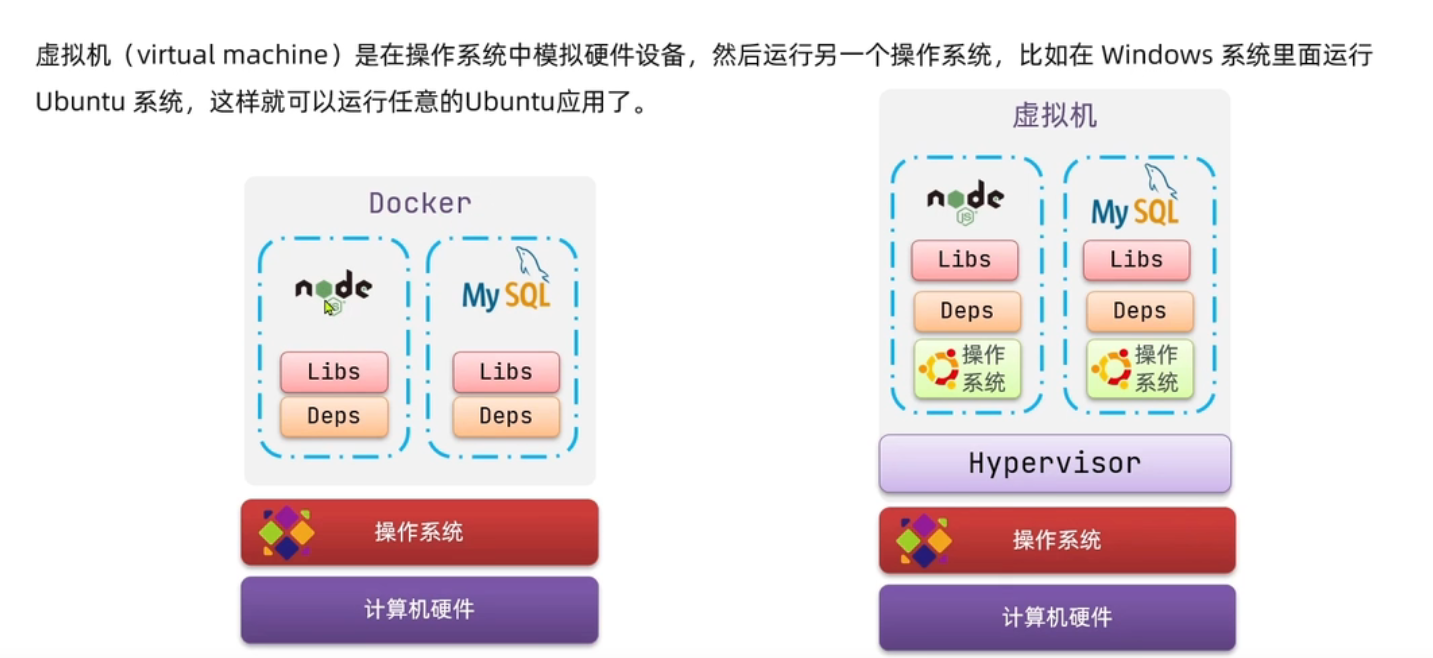 虚拟机（virtual machine）是在操作系统中模拟硬件设备，然后运行另一个操作系统，比如在 Windows 系统里面运行
Ubuntu 系统，这样就可以运行任意的Ubuntu应用了。
Docker
node
JS
MySQL
Libs
Libs
Deps
Deps
操作系统
计算机硬件
虚拟机
node
JS
MySQL
Libs
Libs
Deps
Deps
操作
系统
操作
系统
Hypervisor
操作系统
计算机硬件